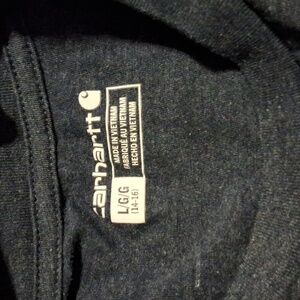 carhartt
MADE IN VIETNAM
FABRIQUÉ AU VIETNAM
HECHO EN VIETNAM
L/G/G
(14-16)